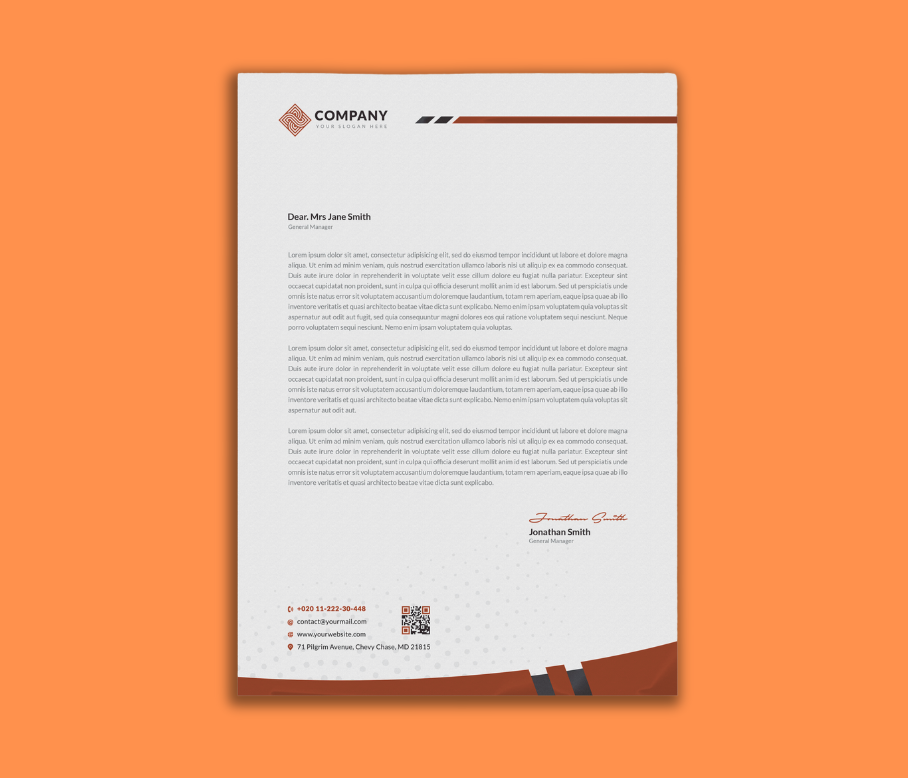 COMPANY
YOUR SLOGAN HERE
Dear. Mrs Jane Smith
General Manager
Lorem ipsum dolor sit amet, consectetur adipisicing elit, sed do eiusmod tempor incididunt ut labore et dolore magna
aliqua. Ut enim ad minim veniam, quis nostrud exercitation ullamco laboris nisi ut aliquip ex ea commodo consequat.
Duis aute irure dolor in reprehenderit in voluptate velit esse cillum dolore eu fugiat nulla pariatur. Excepteur sint
occaecat cupidatat non proident, sunt in culpa qui officia deserunt mollit anim id est laborum. Sed ut perspiciatis unde
omnis iste natus error sit voluptatem accusantium doloremque laudantium, totam rem aperiam, eaque ipsa quae ab illo
inventore veritatis et quasi architecto beatae vitae dicta sunt explicabo. Nemo enim ipsam voluptatem quia voluptas sit
aspernatur aut odit aut fugit, sed quia consequuntur magni dolores eos qui ratione voluptatem sequi nesciunt. Neque
porro voluptatem sequi nesciunt. Nemo enim ipsam voluptatem quia voluptas.
Lorem ipsum dolor sit amet, consectetur adipisicing elit, sed do eiusmod tempor incididunt ut labore et dolore magna
aliqua. Ut enim ad minim veniam, quis nostrud exercitation ullamco laboris nisi ut aliquip ex ea commodo consequat.
Duis aute irure dolor in reprehenderit in voluptate velit esse cillum dolore eu fugiat nulla pariatur. Excepteur sint
occaecat cupidatat non proident, sunt in culpa qui officia deserunt mollit anim id est laborum. Sed ut perspiciatis unde
omnis iste natus error sit voluptatem accusantium doloremque laudantium, totam rem aperiam, eaque ipsa quae ab illo
inventore veritatis et quasi architecto beatae vitae dicta sunt explicabo. Nemo enim ipsam voluptatem quia voluptas sit
aspernatur aut odit aut.
Lorem ipsum dolor sit amet, consectetur adipisicing elit, sed do eiusmod tempor incididunt ut labore et dolore magna
aliqua. Ut enim ad minim veniam, quis nostrud exercitation ullamco laboris nisi ut aliquip ex ea commodo consequat.
Duis aute irure dolor in reprehenderit in voluptate velit esse cillum dolore eu fugiat nulla pariatur. Excepteur sint
occaecat cupidatat non proident, sunt in culpa qui officia deserunt mollit anim id est laborum. Sed ut perspiciatis unde
omnis iste natus error sit voluptatem accusantium doloremque laudantium, totam rem aperiam, eaque ipsa quae ab illo
inventore veritatis et quasi architecto beatae vitae dicta sunt explicabo.
Jonathan Smith
Jonathan Smith
General Manager
+020 11-222-30-448
contact@yourmail.com
www.yourwebsite.com
71 Pilgrim Avenue, Chevy Chase, MD 21815